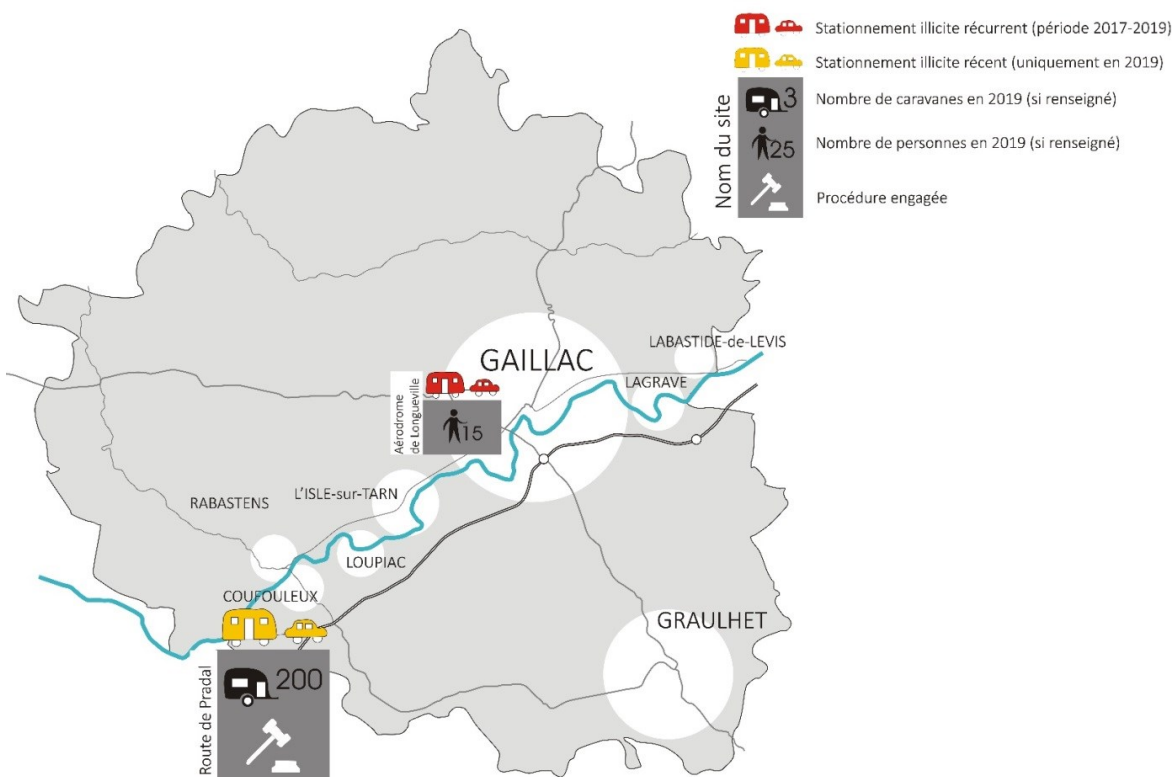 Stationnement illicite récurrent (période 2017-2019)
Stationnement illicite récent (uniquement en 2019)
Nom du site
3
Nombre de caravanes en 2019 (si renseigné)
25
Nombre de personnes en 2019 (si renseigné)
Procédure engagée
LABASTIDE-de-LEVIS
GAILLAC
LAGRAVE
Aérodrome
de Longueville
15
L'ISLE-sur-TARN
RABASTENS
LOUPIAC
COUFOULEUX
GRAULHET
Route de Pradal
200